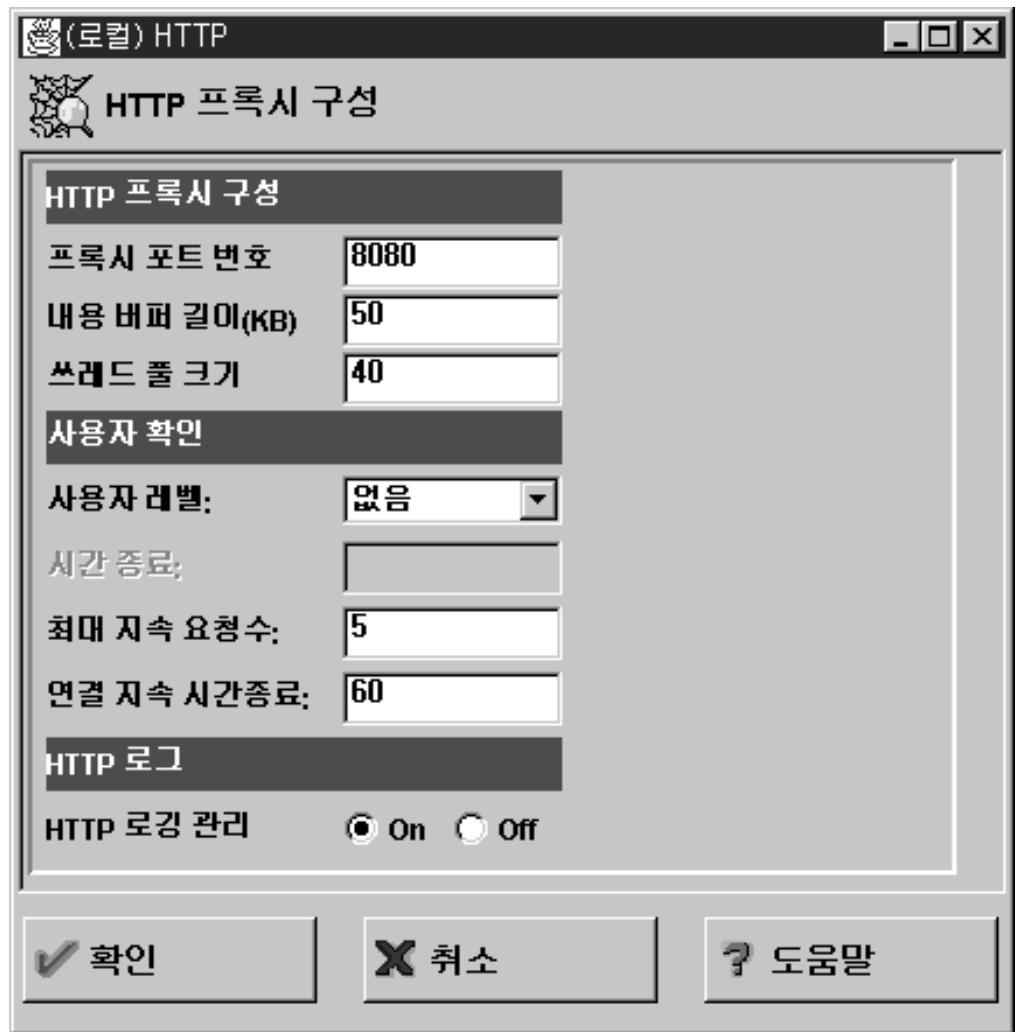 (로컬) HTTP
HTTP 프록시 구성
HTTP 프록시 구성
프록시 포트 번호 8080
내용 버퍼 길이(KB) 50
쓰레드 풀 크기 40
사용자 확인
사용자 레벨: 없음
시간 종료:
최대 지속 요청수: 5
연결 지속 시간종료: 60
HTTP 로그
HTTP 로깅 관리 On Off
확인 취소 도움말